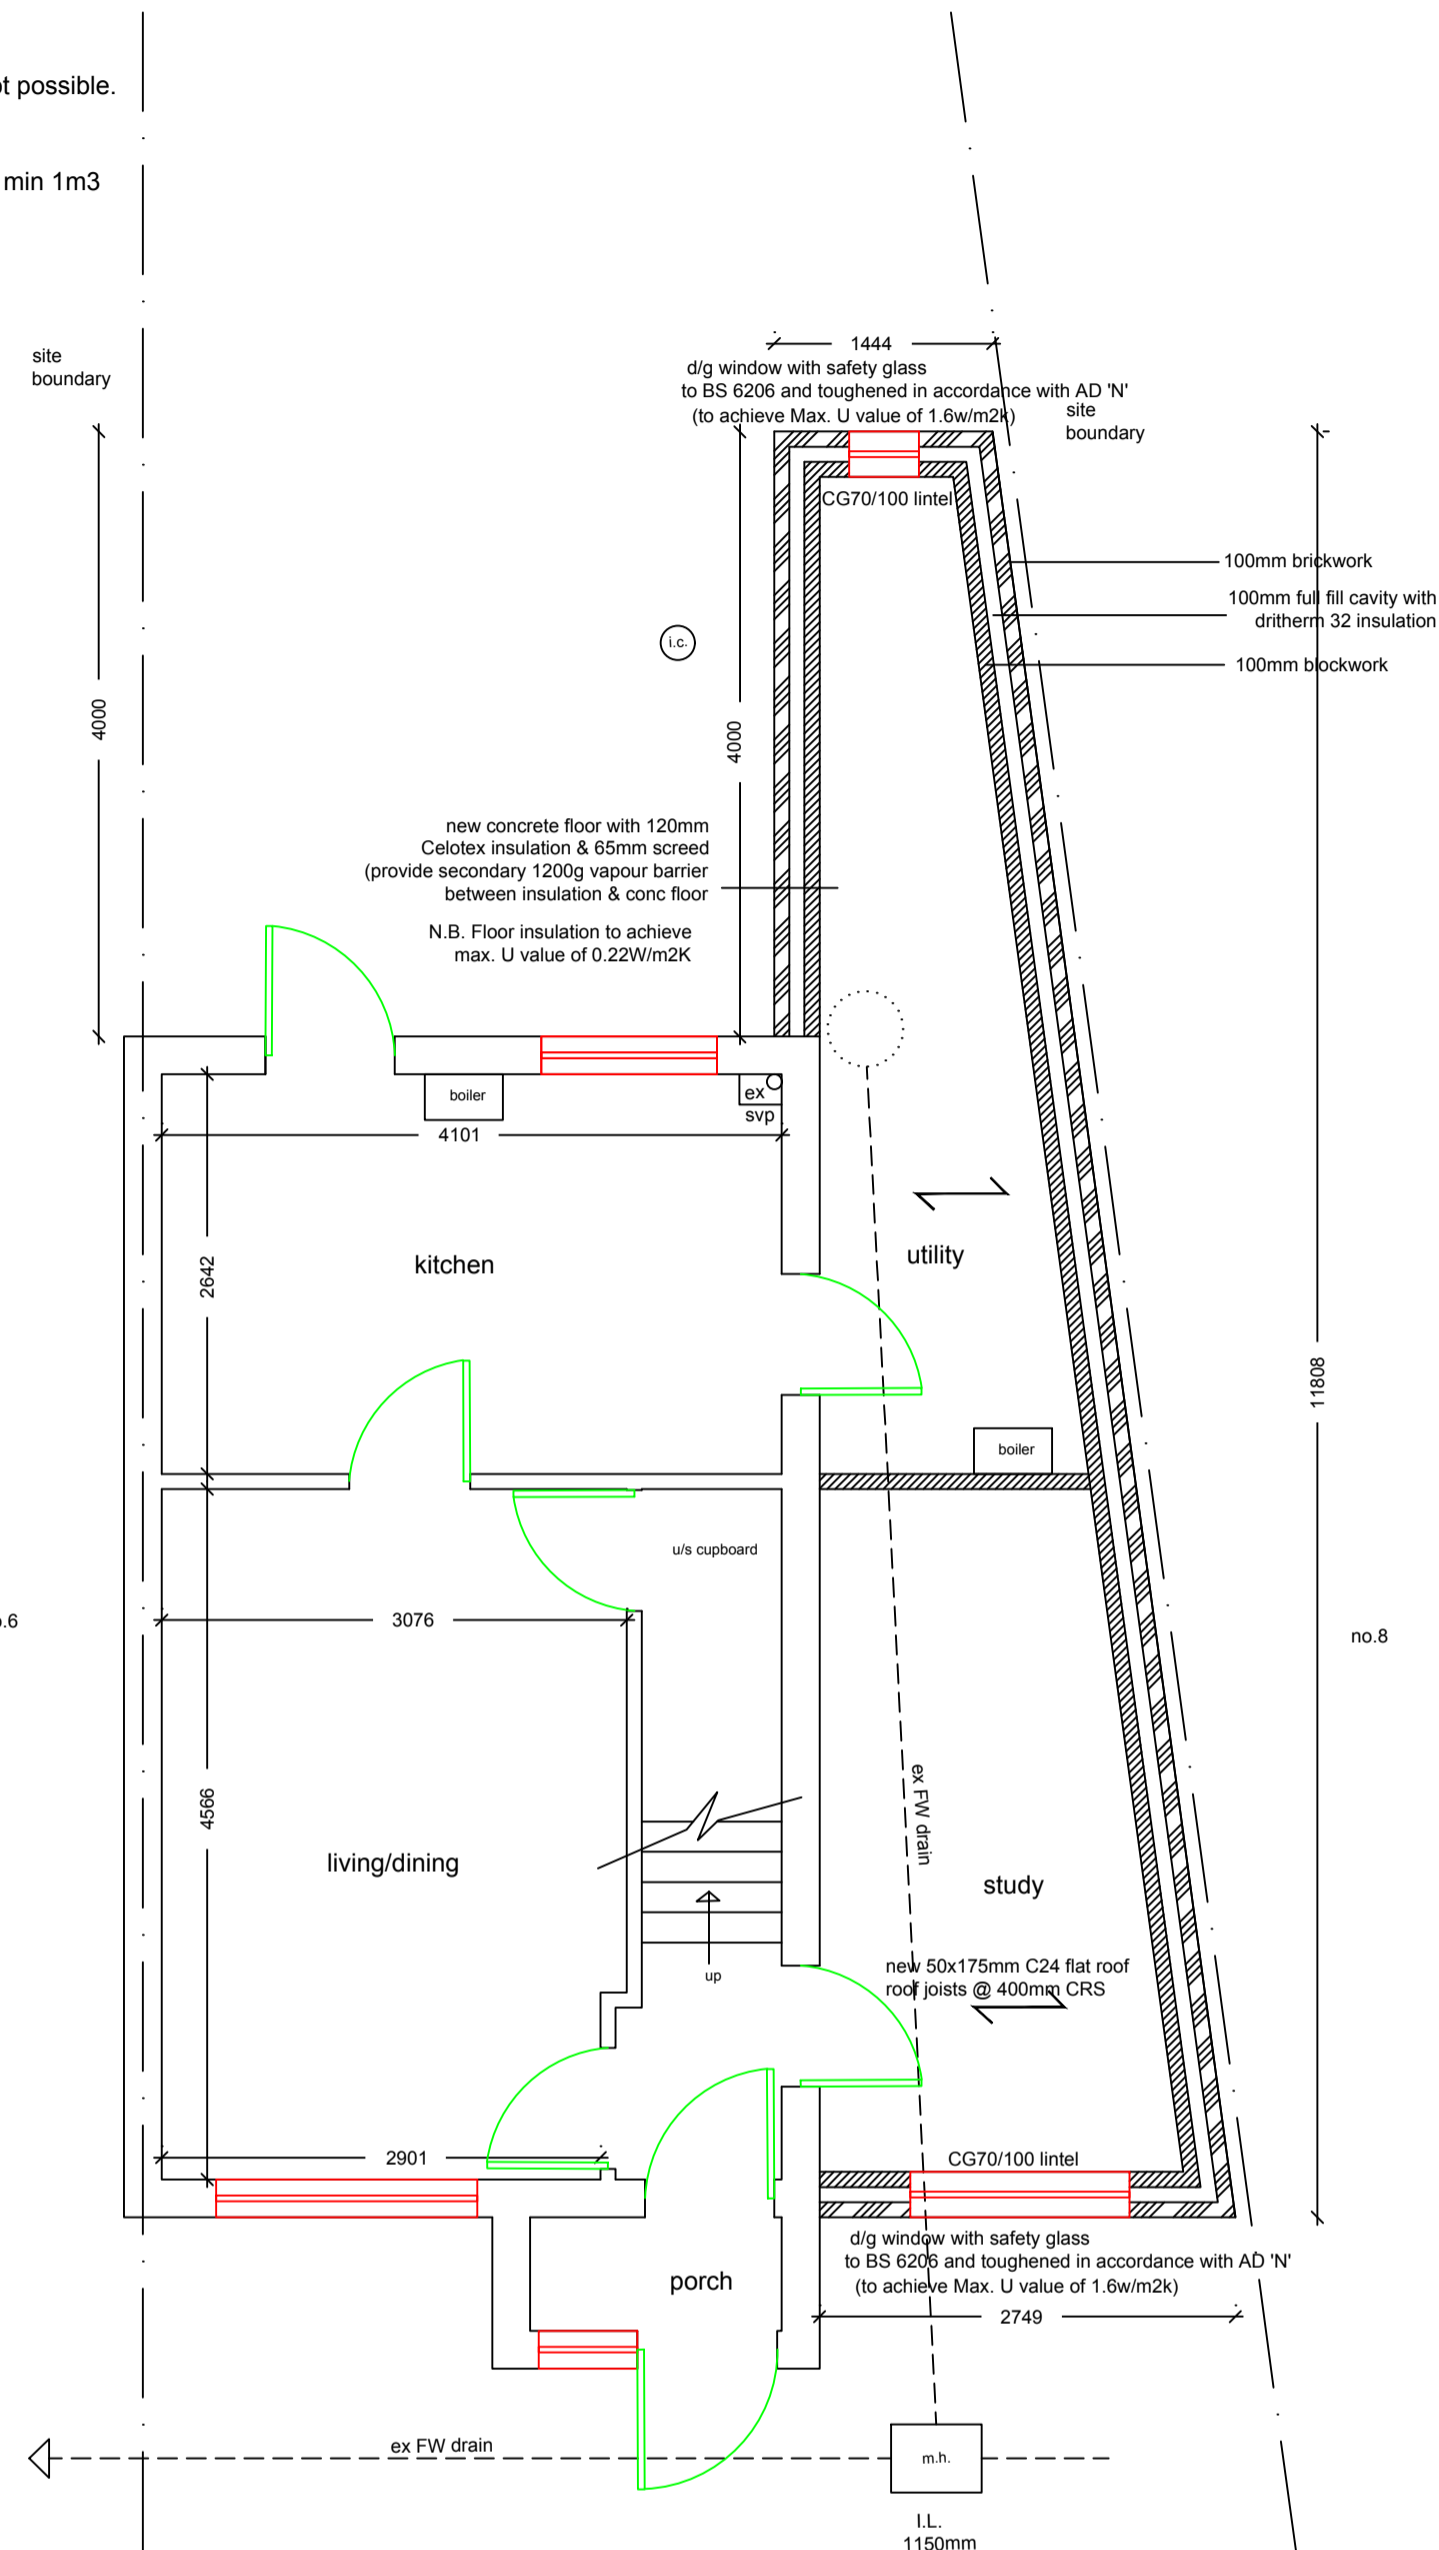 possible.
min 1m3
1444
site
boundary
d/g window with safety glass
to BS 6206 and toughened in accordance with AD 'N'
(to achieve Max. U value of 1.6w/m2k)
site
boundary
CG70/100 lintel
100mm brickwork
100mm full fill cavity with
dritherm 32 insulation
100mm blockwork
i.c.
4000
4000
new concrete floor with 120mm
Celotex insulation & 65mm screed
(provide secondary 1200g vapour barrier
between insulation & conc floor
N.B. Floor insulation to achieve
max. U value of 0.22W/m2K
boiler
ex
svp
4101
2642
kitchen
utility
11808
boiler
u/s cupboard
3076
.6
no.8
4566
living/dining
ex FW drain
study
up
new 50x175mm C24 flat roof
roof joists @ 400mm CRS
2901
CG70/100 lintel
d/g window with safety glass
to BS 6206 and toughened in accordance with AD 'N'
(to achieve Max. U value of 1.6w/m2k)
porch
2749
ex FW drain
m.h.
I.L.
1150mm